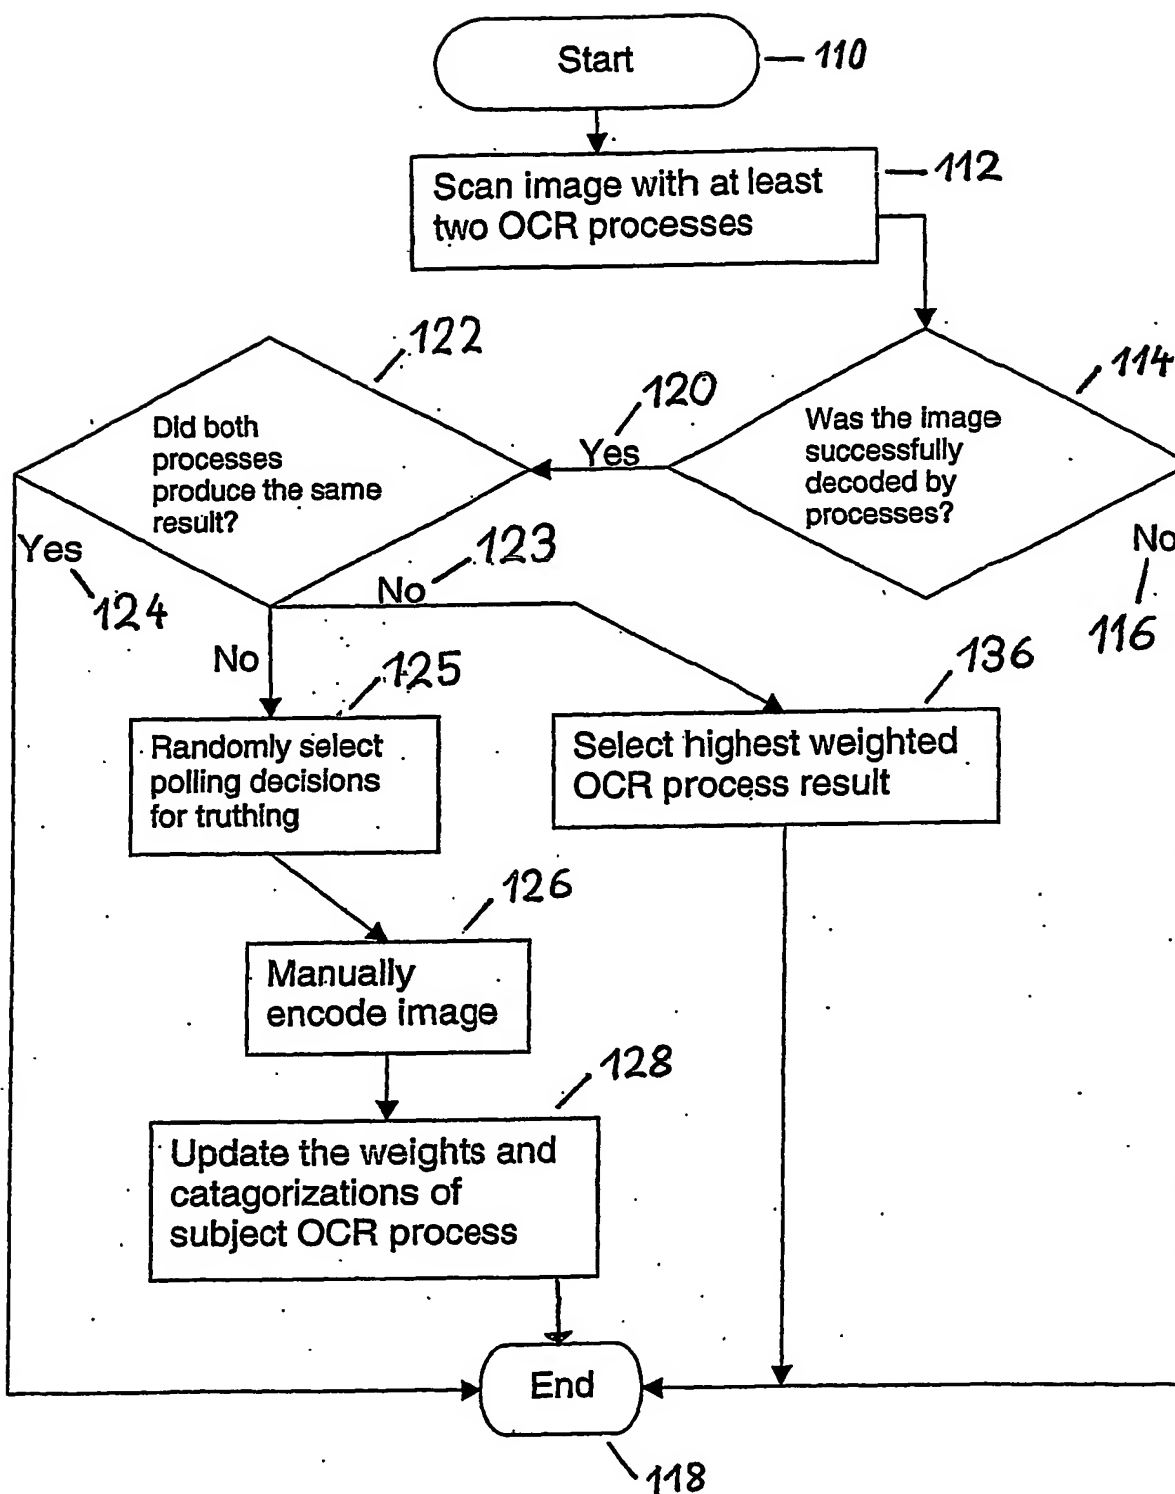 Start
110
Scan image with at least
two OCR processes
112
122
Did both
processes
produce the same
result?
120
Yes
114
Was the image
successfully
decoded by
processes?
No
116
Yes
124
No
123
No
125
Randomly select
polling decisions
for truthing
136
Select highest weighted
OCR process result
126
Manually
encode image
128
Update the weights and
catagorizations of
subject OCR process
End
118